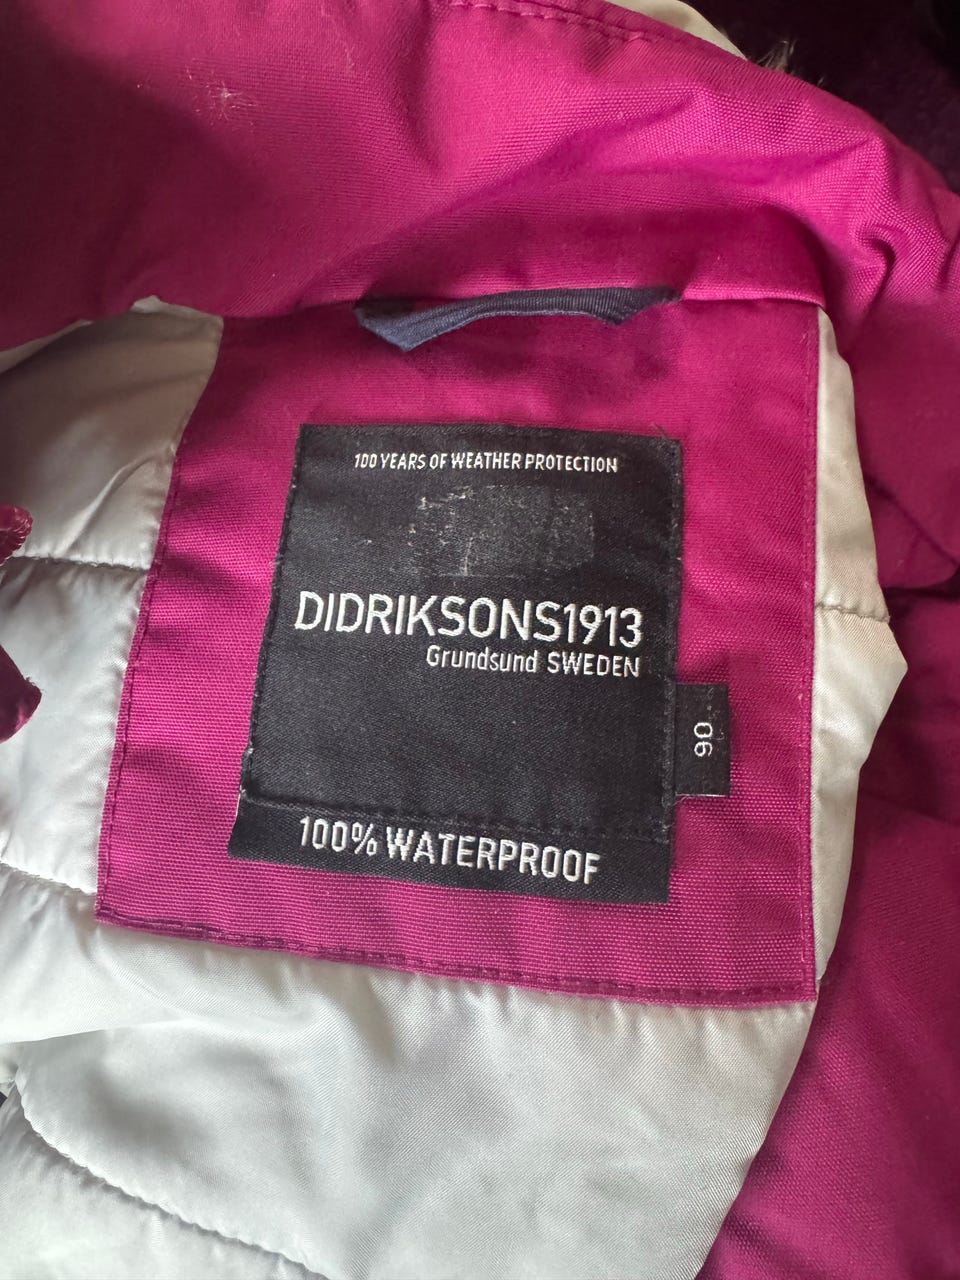 100 YEARS OF WEATHER PROTECTION
DIDRIKSONS1913
Grundsund SWEDEN
90
100% WATERPROOF